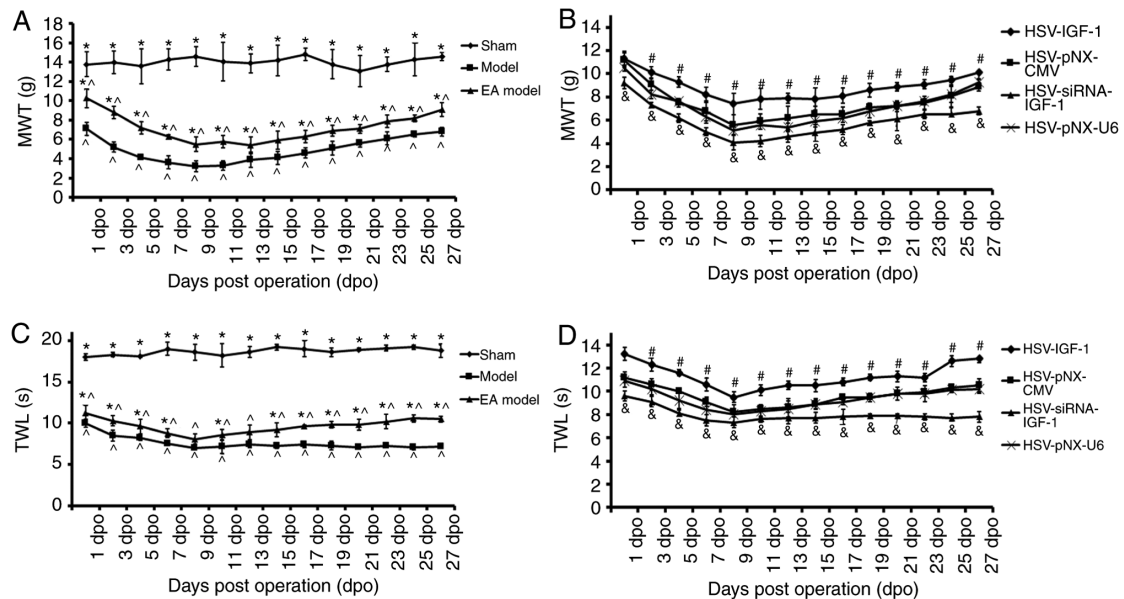 A
MWT (g)
18
16
14
12
10
8
6
4
2
0
* * * * * * * * * * * * * *
*^ *^ *^ *^ *^ *^ *^ *^ *^ *^ *^ *^ *^ *^
^ ^ ^ ^ ^ ^ ^ ^ ^ ^ ^ ^ ^ ^
Sham
Model
EA model
1 dpo
3 dpo
5 dpo
7 dpo
9 dpo
11 dpo
13 dpo
15 dpo
17 dpo
19 dpo
21 dpo
23 dpo
25 dpo
27 dpo
Days post operation (dpo)
B
MWT (g)
14
12
10
8
6
4
2
0
# # # # # # # # # # # # #
& & & & & & & & & & & & & &
HSV-IGF-1
HSV-pNX-
CMV
HSV-siRNA-
IGF-1
HSV-pNX-U6
1 dpo
3 dpo
5 dpo
7 dpo
9 dpo
11 dpo
13 dpo
15 dpo
17 dpo
19 dpo
21 dpo
23 dpo
25 dpo
27 dpo
Days post operation (dpo)
C
TWL (s)
20
15
10
5
0
* * * * * * * * * * * * * *
*^ *^ *^ *^ ^ *^ ^ *^ *^ *^ *^ *^ *^ *^
^ ^ ^ ^ ^ ^ ^ ^ ^ ^ ^ ^ ^ ^
Sham
Model
EA model
1 dpo
3 dpo
5 dpo
7 dpo
9 dpo
11 dpo
13 dpo
15 dpo
17 dpo
19 dpo
21 dpo
23 dpo
25 dpo
27 dpo
Days post operation (dpo)
D
TWL (s)
14
12
10
8
6
4
2
0
# # # # # # # # # # # # #
& & & & & & & & & & & & & &
HSV-IGF-1
HSV-pNX-
CMV
HSV-siRNA-
IGF-1
HSV-pNX-U6
1 dpo
3 dpo
5 dpo
7 dpo
9 dpo
11 dpo
13 dpo
15 dpo
17 dpo
19 dpo
21 dpo
23 dpo
25 dpo
27 dpo
Days post operation (dpo)